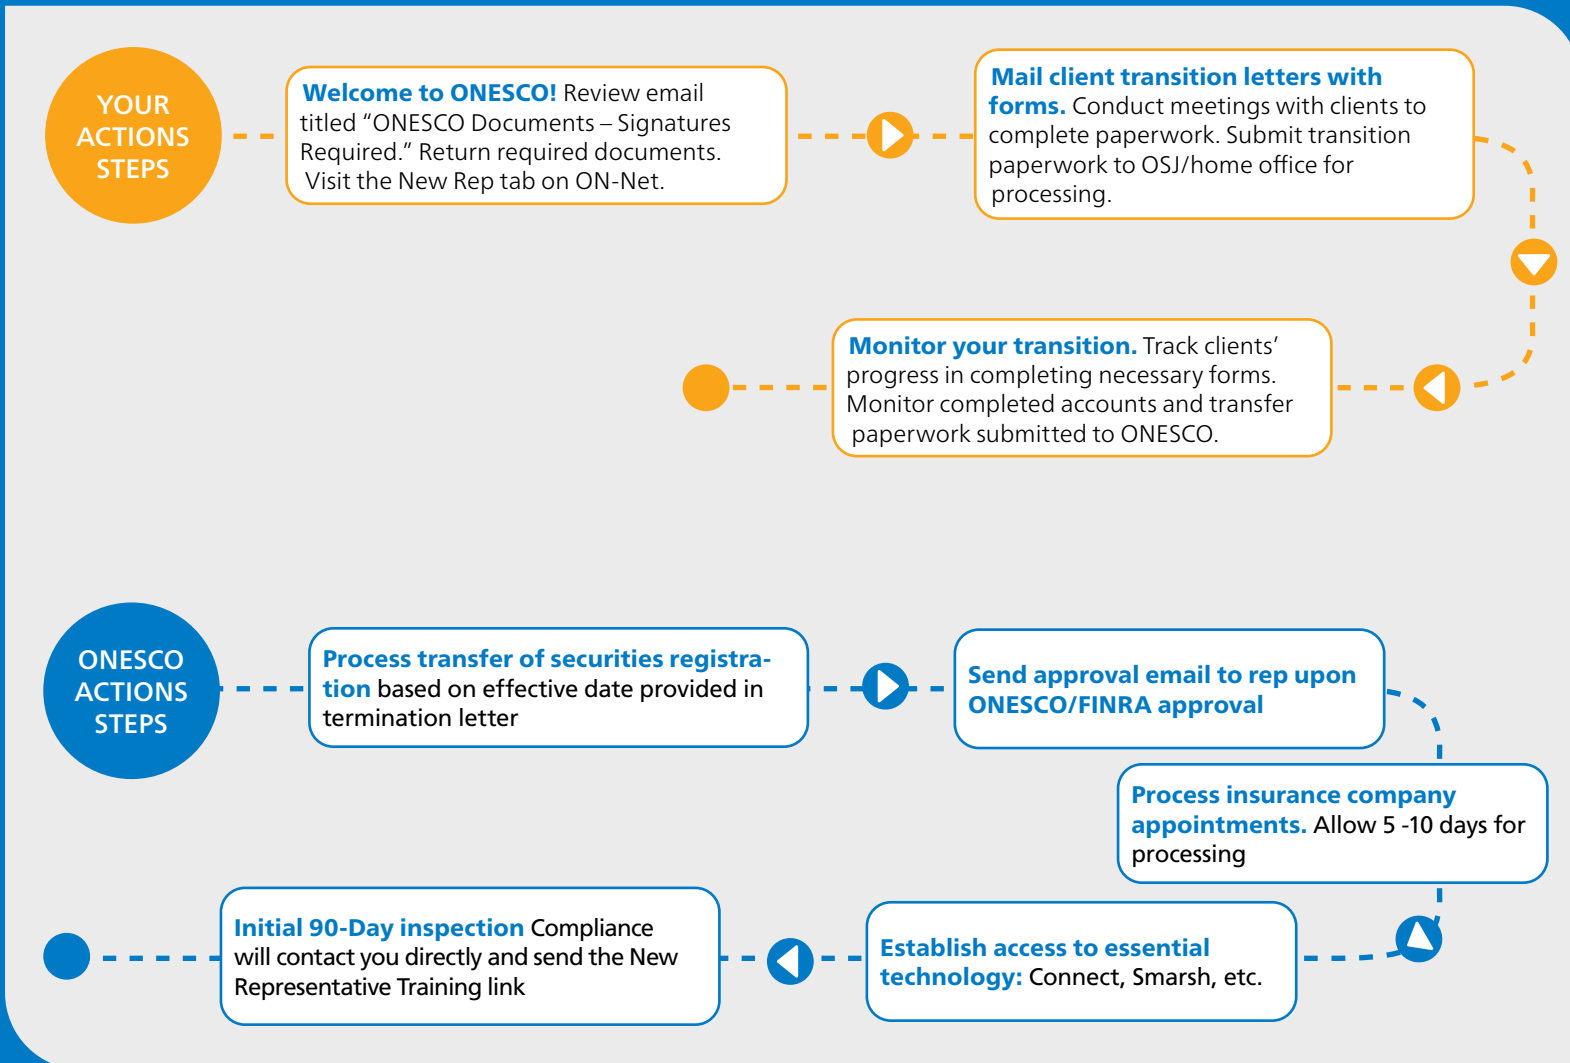 YOUR
ACTIONS
STEPS
Welcome to ONESCO! Review email
titled “ONESCO Documents – Signatures
Required.” Return required documents.
Visit the New Rep tab on ON-Net.
Mail client transition letters with
forms. Conduct meetings with clients to
complete paperwork. Submit transition
paperwork to OSJ/home office for
processing.
Monitor your transition. Track clients’
progress in completing necessary forms.
Monitor completed accounts and transfer
paperwork submitted to ONESCO.
ONESCO
ACTIONS
STEPS
Process transfer of securities registra-
tion based on effective date provided in
termination letter
Send approval email to rep upon
ONESCO/FINRA approval
Process insurance company
appointments. Allow 5 -10 days for
processing
Establish access to essential
technology: Connect, Smarsh, etc.
Initial 90-Day inspection Compliance
will contact you directly and send the New
Representative Training link